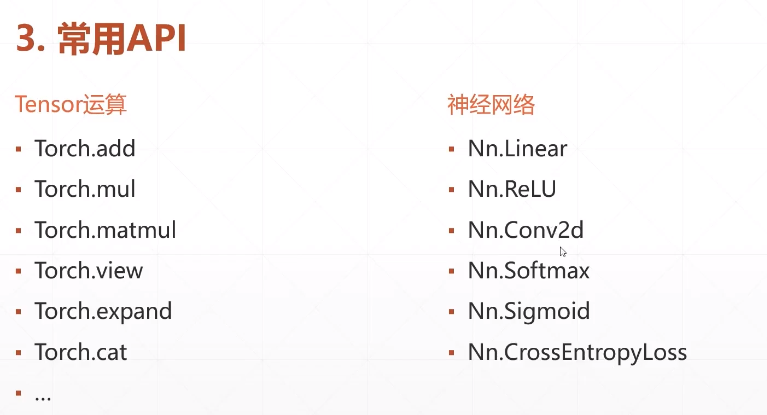 3. 常用API
Tensor运算
Torch.add
Torch.mul
Torch.matmul
Torch.view
Torch.expand
Torch.cat
...
神经网络
Nn.Linear
Nn.ReLU
Nn.Conv2d
Nn.Softmax
Nn.Sigmoid
Nn.CrossEntropyLoss